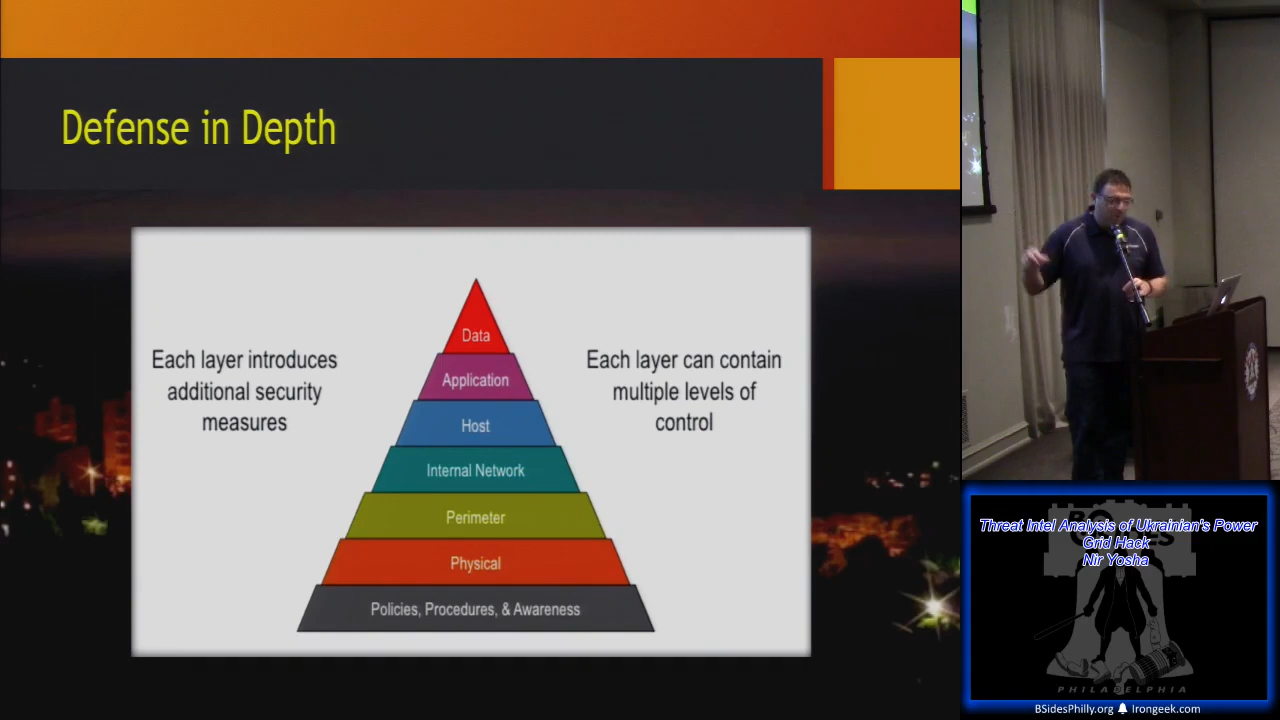 Defense in Depth
Each layer introduces
additional security
measures
Data
Application
Host
Internal Network
Perimeter
Physical
Policies, Procedures, & Awareness
Each layer can contain
multiple levels of
control
Threat Intel Analysis of Ukrainian's Power
Grid Hack
Nir Yosha
PHILADELPHIA
BSidesPhilly.org Irongeek.com